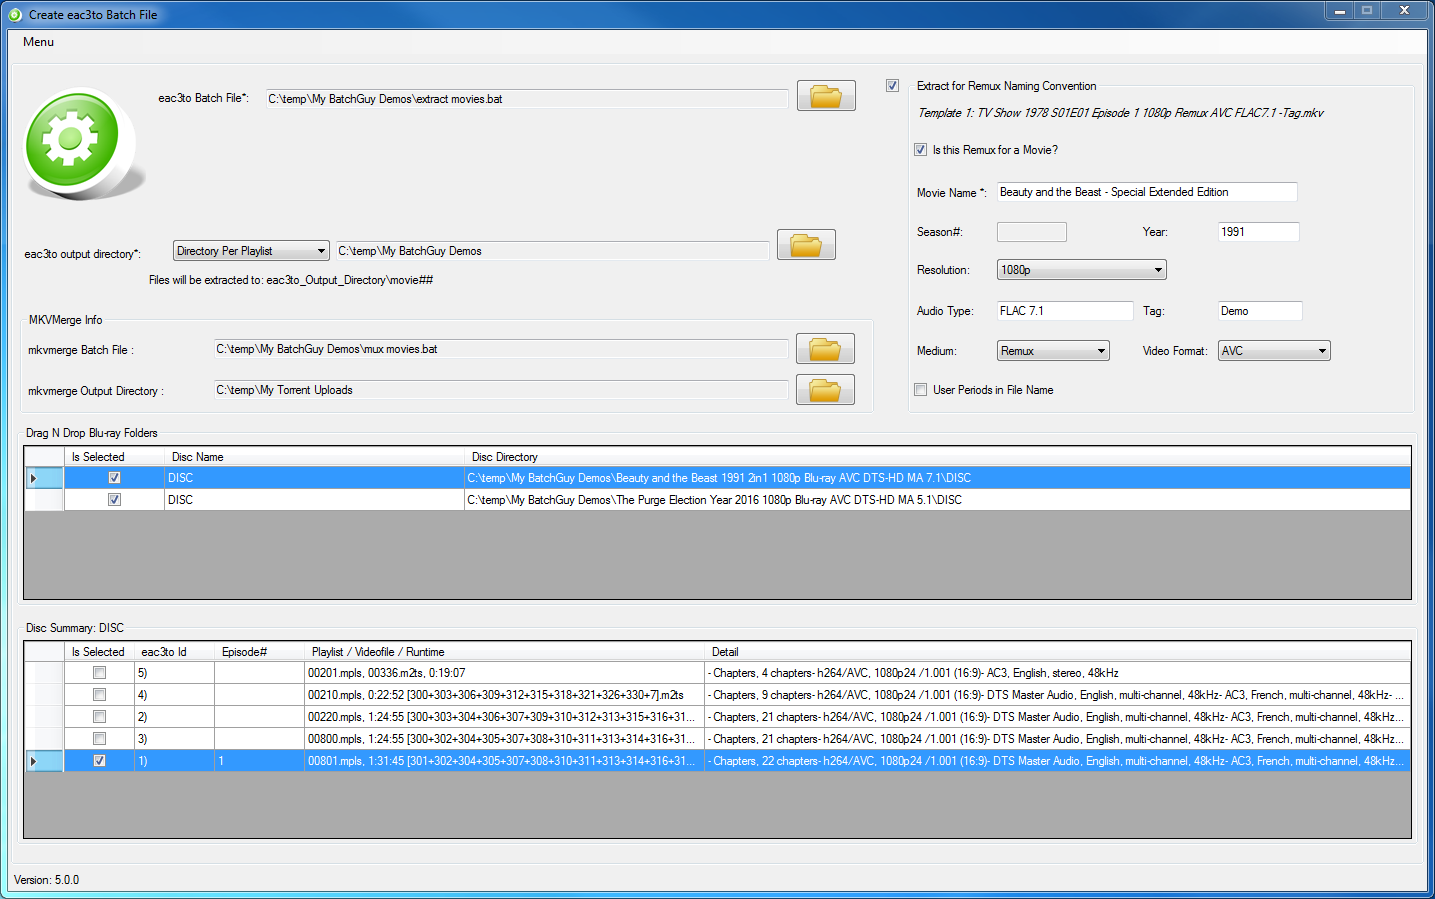 Create eac3to Batch File
Menu
eac3to Batch File*: C:\temp\My BatchGuy Demos\extract movies.bat
Extract for Remux Naming Convention
Template 1: TV Show 1978 S01E01 Episode 1 1080p Remux AVC FLAC7.1 -Tag.mkv
Is this Remux for a Movie?
Movie Name *: Beauty and the Beast - Special Extended Edition
Season#: Year: 1991
eac3to output directory*: Directory Per Playlist C:\temp\My BatchGuy Demos
Resolution: 1080p
Files will be extracted to: eac3to_Output_Directory\movie##
Audio Type: FLAC 7.1 Tag: Demo
MKVMerge Info
mkvmerge Batch File : C:\temp\My BatchGuy Demos\mux movies.bat
Medium: Remux Video Format: AVC
mkvmerge Output Directory : C:\temp\My Torrent Uploads
User Periods in File Name
Drag N Drop Blu-ray Folders
Is Selected Disc Name Disc Directory
DISC C:\temp\My BatchGuy Demos\Beauty and the Beast 1991 2in1 1080p Blu-ray AVC DTS-HD MA 7.1\DISC
DISC C:\temp\My BatchGuy Demos\The Purge Election Year 2016 1080p Blu-ray AVC DTS-HD MA 5.1\DISC
Disc Summary: DISC
Is Selected eac3to Id Episode# Playlist / Videofile / Runtime Detail
5) 00201.mpls, 00336.m2ts, 0:19:07 - Chapters, 4 chapters- h264/AVC, 1080p24 /1.001 (16:9)- AC3, English, stereo, 48kHz
4) 00210.mpls, 0:22:52 [300+303+306+309+312+315+318+321+326+330+7].m2ts - Chapters, 9 chapters- h264/AVC, 1080p24 /1.001 (16:9)- DTS Master Audio, English, multi-channel, 48kHz- AC3, French, multi-channel, 48kHz- ...
2) 00220.mpls, 1:24:55 [300+303+304+306+307+309+310+312+313+315+316+31... - Chapters, 21 chapters- h264/AVC, 1080p24 /1.001 (16:9)- DTS Master Audio, English, multi-channel, 48kHz- AC3, French, multi-channel, 48kHz...
3) 00800.mpls, 1:24:55 [300+302+304+305+307+308+310+311+313+314+316+31... - Chapters, 21 chapters- h264/AVC, 1080p24 /1.001 (16:9)- DTS Master Audio, English, multi-channel, 48kHz- AC3, French, multi-channel, 48kHz...
1) 1 00801.mpls, 1:31:45 [301+302+304+305+307+308+310+311+313+314+316+31... - Chapters, 22 chapters- h264/AVC, 1080p24 /1.001 (16:9)- DTS Master Audio, English, multi-channel, 48kHz- AC3, French, multi-channel, 48kHz...
Version: 5.0.0